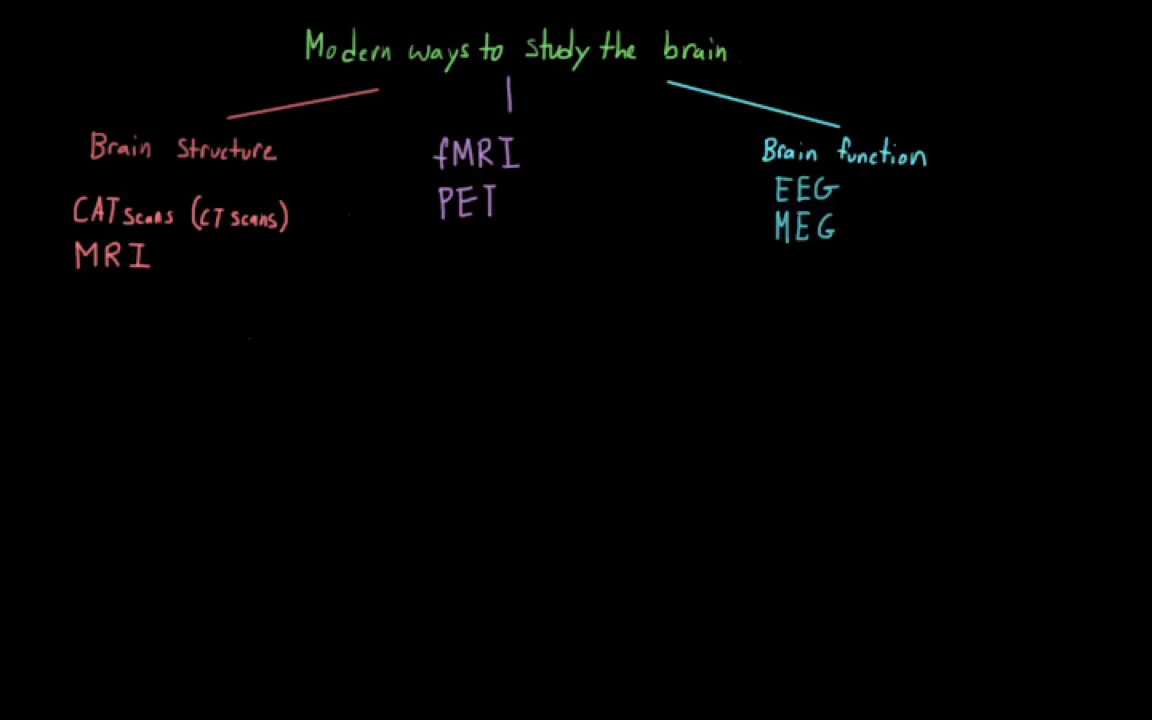 Modern ways to study the brain
Brain Structure
CAT scans (CT scans)
MRI
fMRI
PET
Brain function
EEG
MEG